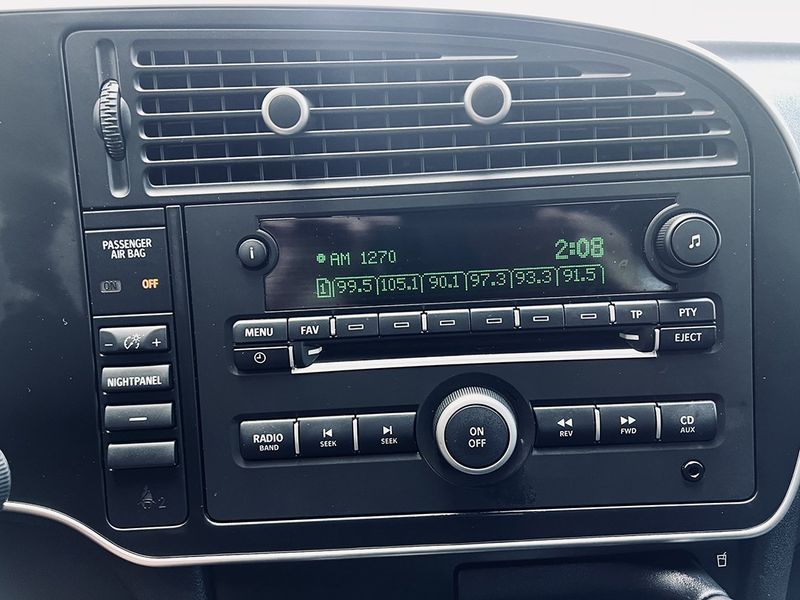 PASSENGER
AIR BAG
ON OFF
i
AM 1270 2:08
1 99.5 105.1 90.1 97.3 93.3 91.5
MENU FAV TP PTY
EJECT
- +
NIGHTPANEL
RADIO
BAND
SEEK
SEEK
ON
OFF
REV
FWD
CD
AUX
2